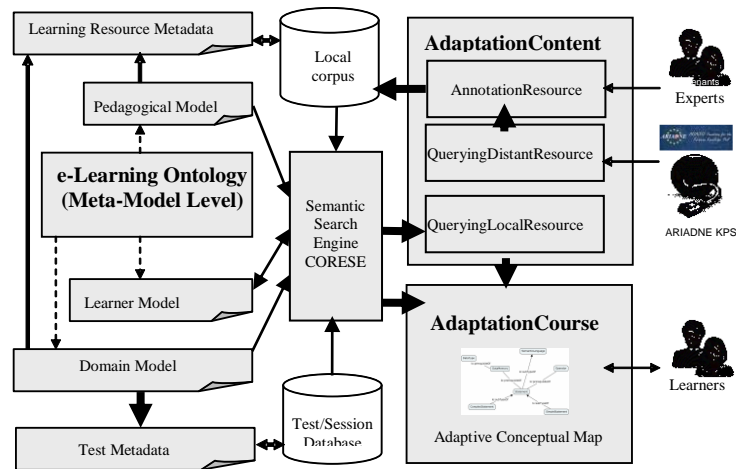 Learning Resource Metadata
Pedagogical Model
e-Learning Ontology
(Meta-Model Level)
Learner Model
Domain Model
Test Metadata
Local
corpus
Semantic
Search
Engine
CORESE
Test/Session
Database
AdaptationContent
AnnotationResource
QueryingDistantResource
QueryingLocalResource
AdaptationCourse
Adaptive Conceptual Map
Experts
ARIADNE
ARIADNE KPS
Learners